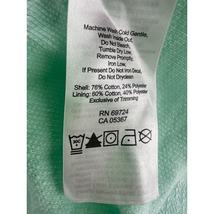 Machine Wash Cold Gentle,
Wash Inside Out,
Do Not Bleach,
Tumble Dry Low,
Remove Promptly,
Iron Low,
If Present Do Not Iron Decal,
Do Not Dryclean
Shell: 76% Cotton, 24% Polyester
Lining: 60% Cotton, 40% Polyester
Exclusive of Trimming
RN 69724
CA 05367